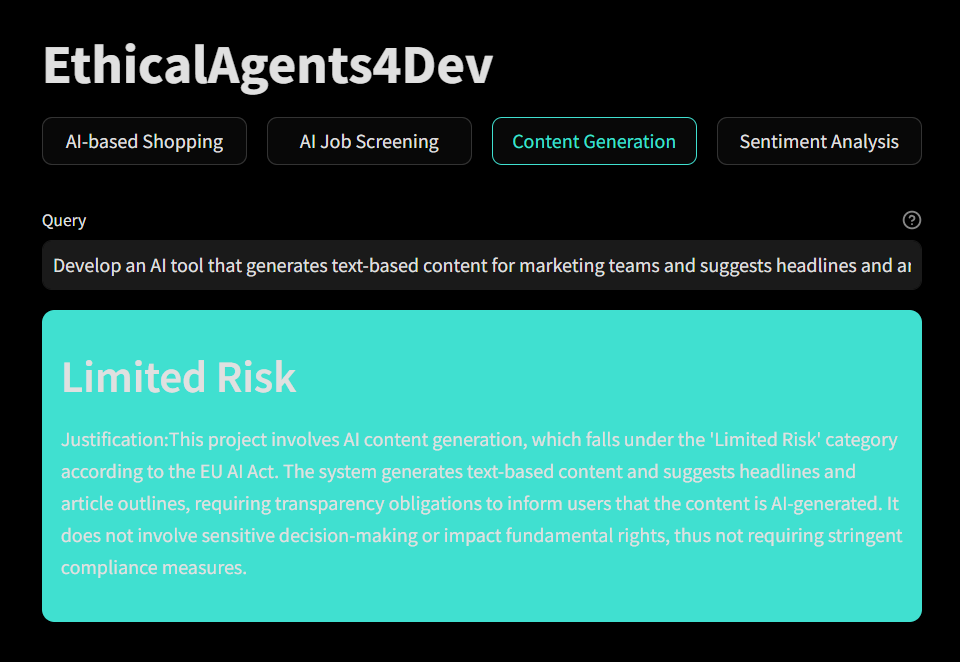 EthicalAgents4Dev
AI-based Shopping
AI Job Screening
Content Generation
Sentiment Analysis
Query
Develop an AI tool that generates text-based content for marketing teams and suggests headlines and
Limited Risk
Justification:This project involves AI content generation, which falls under the 'Limited Risk' category
according to the EU AI Act. The system generates text-based content and suggests headlines and
article outlines, requiring transparency obligations to inform users that the content is AI-generated. It
does not involve sensitive decision-making or impact fundamental rights, thus not requiring stringent
compliance measures.